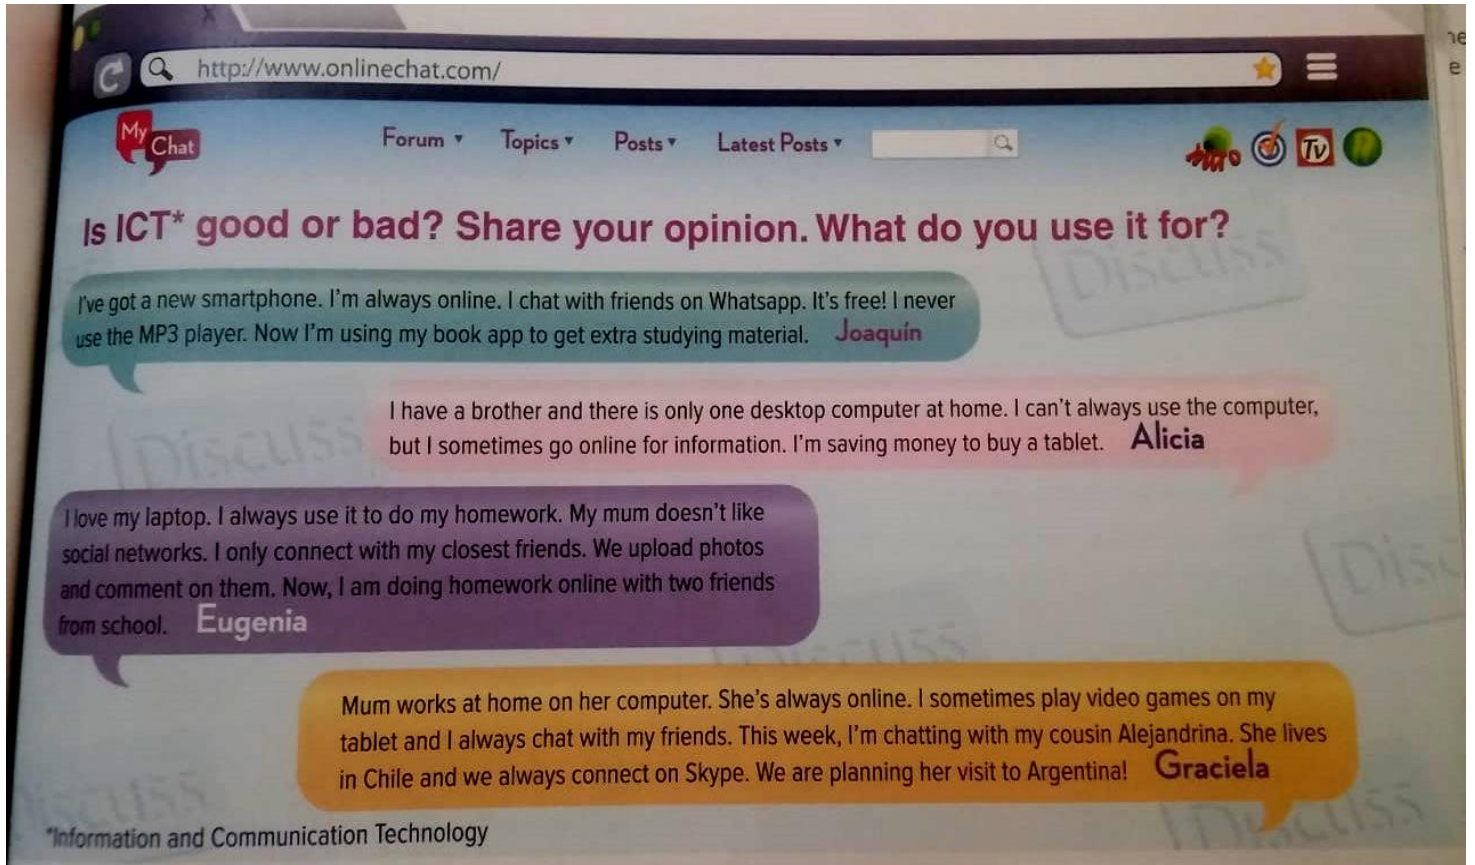 http://www.onlinechat.com/
My
Chat
Forum Topics Posts Latest Posts
Tv
Is ICT* good or bad? Share your opinion. What do you use it for?
Discuss
I've got a new smartphone. I'm always online. I chat with friends on Whatsapp. It's free! I never
use the MP3 player. Now I'm using my book app to get extra studying material. Joaquín
I have a brother and there is only one desktop computer at home. I can't always use the computer,
but I sometimes go online for information. I'm saving money to buy a tablet. Alicia
Discuss
I love my laptop. I always use it to do my homework. My mum doesn't like
social networks. I only connect with my closest friends. We upload photos
and comment on them. Now, I am doing homework online with two friends
from school. Eugenia
Disc
Discuss
Mum works at home on her computer. She's always online. I sometimes play video games on my
tablet and I always chat with my friends. This week, I'm chatting with my cousin Alejandrina. She lives
in Chile and we always connect on Skype. We are planning her visit to Argentina! Graciela
Discuss
Discuss
*Information and Communication Technology